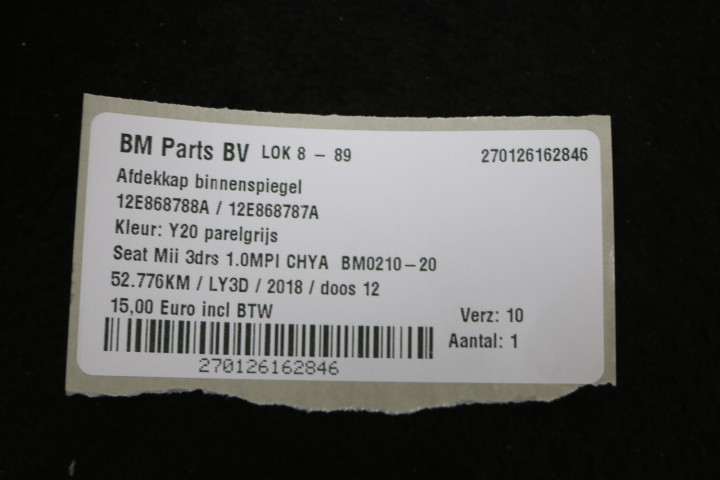 BM Parts BV LOK 8 - 89 270126162846
Afdekkap binnenspiegel
12E868788A / 12E868787A
Kleur: Y20 parelgrijs
Seat Mii 3drs 1.0MPI CHYA BM0210-20
52.776KM / LY3D / 2018 / doos 12
15,00 Euro incl BTW Verz: 10
Aantal: 1
270126162846